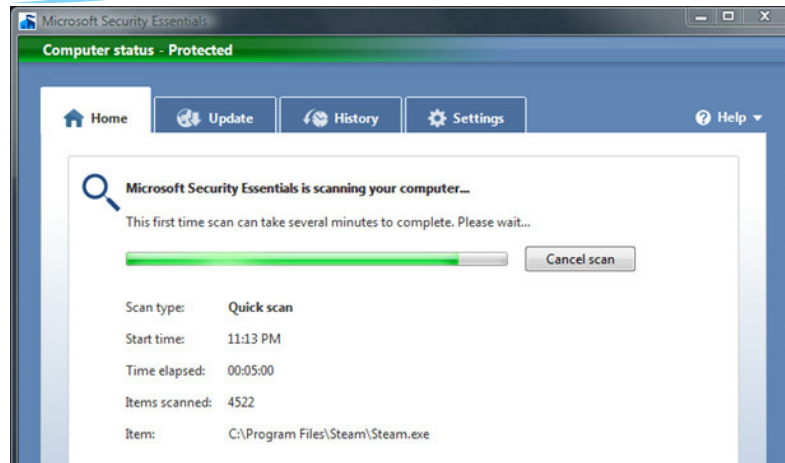 Microsoft Security Essentials
Computer status - Protected
Home Update History Settings Help
Microsoft Security Essentials is scanning your computer...
This first time scan can take several minutes to complete. Please wait...
Cancel scan
Scan type: Quick scan
Start time: 11:13 PM
Time elapsed: 00:05:00
Items scanned: 4522
Item: C:\Program Files\Steam\Steam.exe